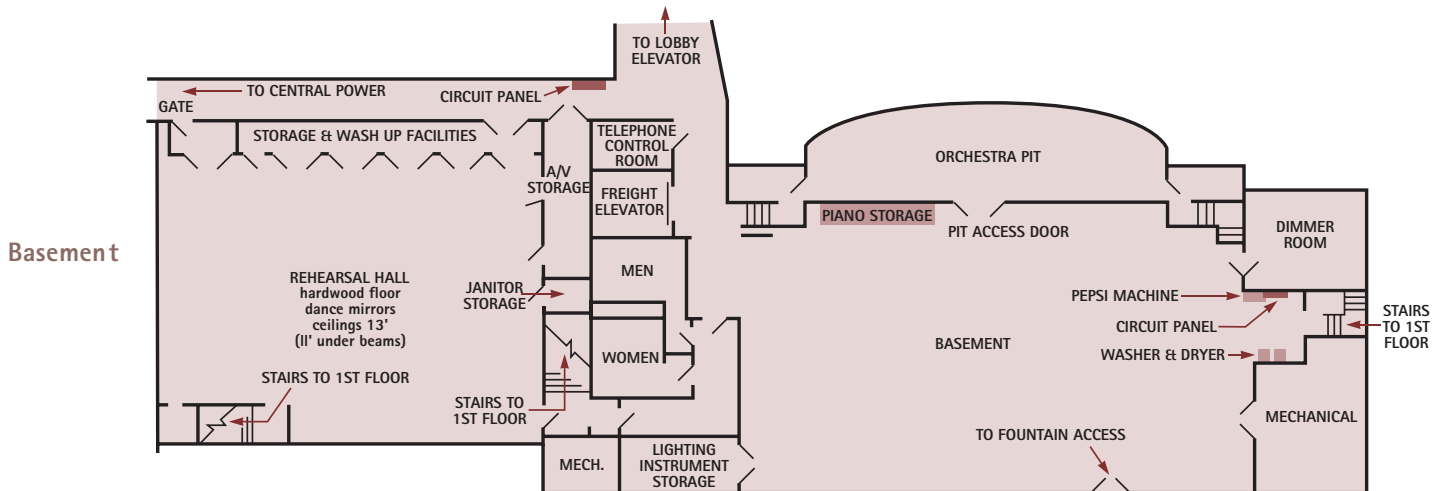 TO LOBBY
ELEVATOR
TO CENTRAL POWER
CIRCUIT PANEL
GATE
STORAGE & WASH UP FACILITIES
TELEPHONE
CONTROL
ROOM
A/V
STORAGE
FREIGHT
ELEVATOR
ORCHESTRA PIT
PIANO STORAGE
PIT ACCESS DOOR
DIMMER
ROOM
Basement
REHEARSAL HALL
hardwood floor
dance mirrors
ceilings 13'
(11' under beams)
JANITOR
STORAGE
MEN
WOMEN
PEPSI MACHINE
CIRCUIT PANEL
WASHER & DRYER
STAIRS
TO 1ST
FLOOR
BASEMENT
STAIRS TO 1ST FLOOR
STAIRS TO
1ST FLOOR
MECHANICAL
TO FOUNTAIN ACCESS
MECH.
LIGHTING
INSTRUMENT
STORAGE